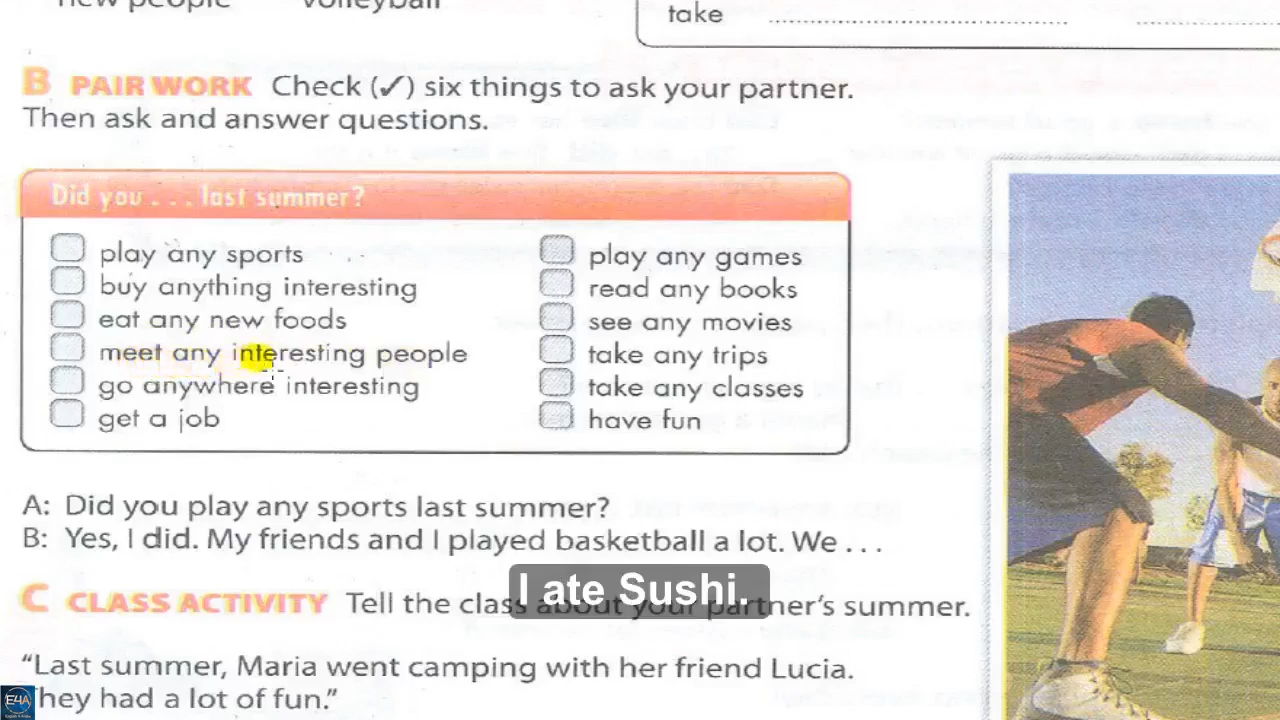 new people volleyball
take
B PAIR WORK Check (✓) six things to ask your partner.
Then ask and answer questions.
Did you . . . last summer?
play any sports
buy anything interesting
eat any new foods
meet any interesting people
go anywhere interesting
get a job
play any games
read any books
see any movies
take any trips
take any classes
have fun
A: Did you play any sports last summer?
B: Yes, I did. My friends and I played basketball a lot. We . . .
I ate Sushi.
C CLASS ACTIVITY Tell the class about your partner's summer.
“Last summer, Maria went camping with her friend Lucia.
They had a lot of fun.”
E4A